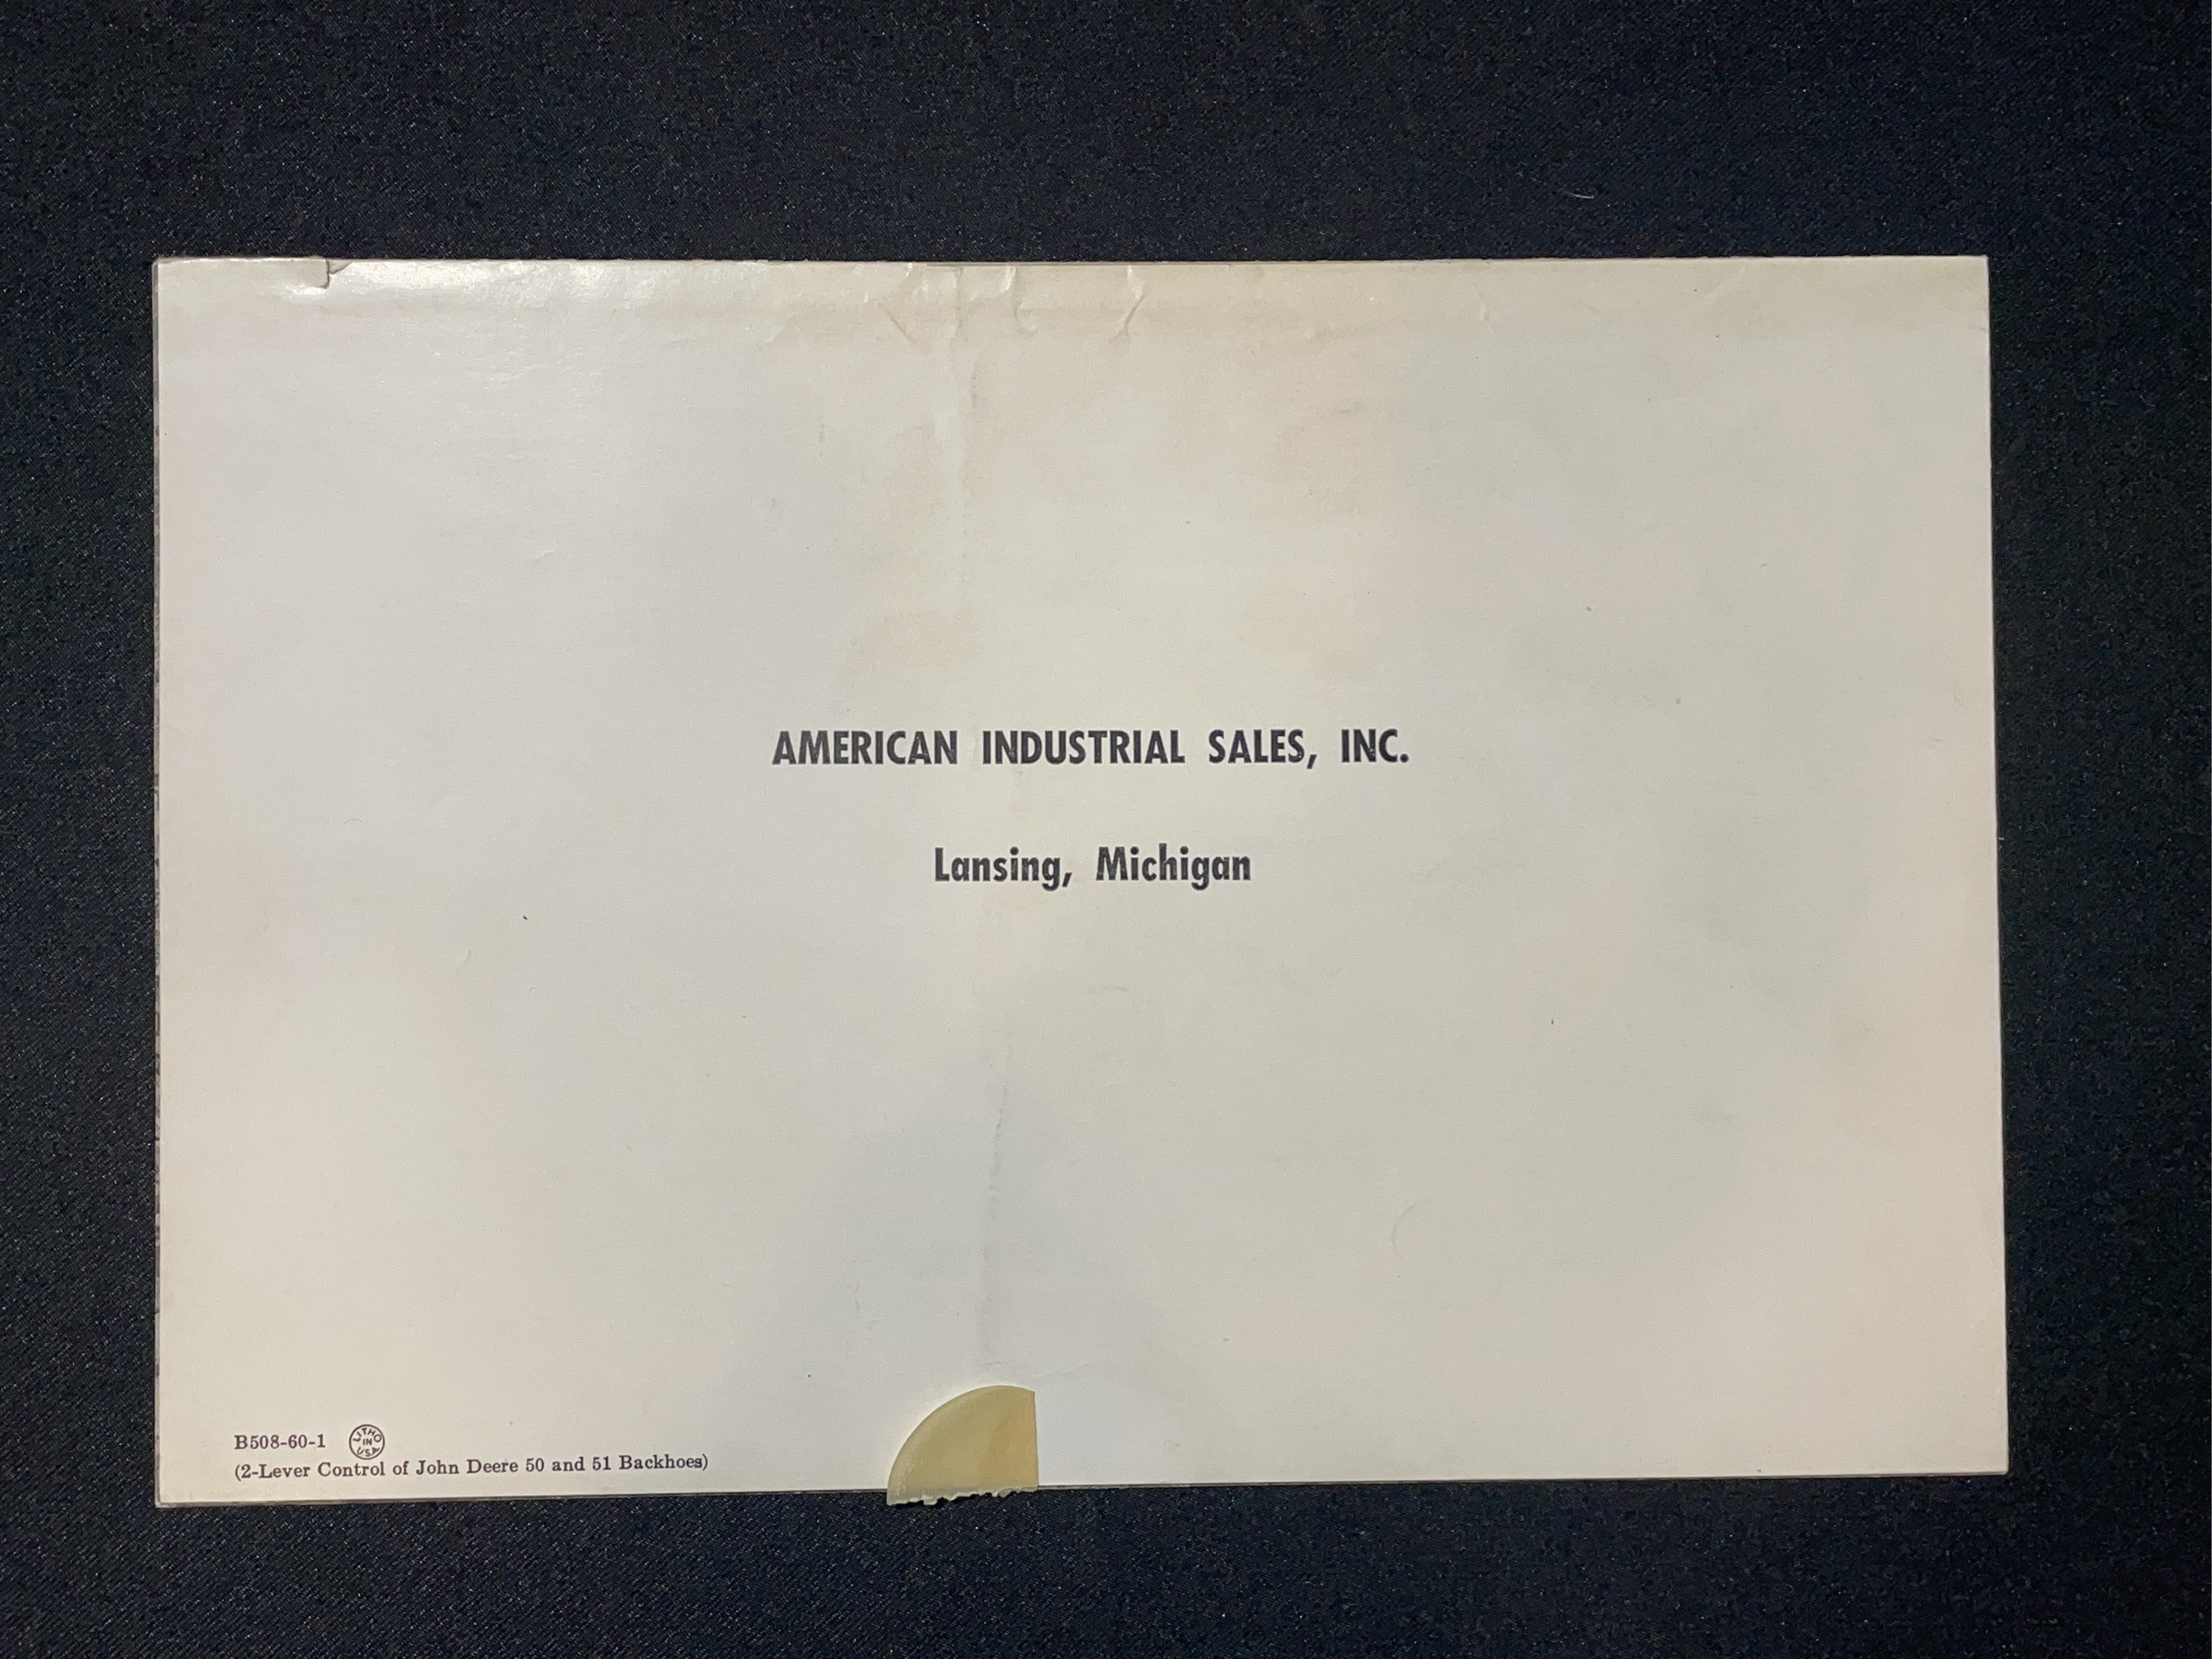 AMERICAN INDUSTRIAL SALES, INC.
Lansing, Michigan
B508-60-1 LITHO IN USA
(2-Lever Control of John Deere 50 and 51 Backhoes)